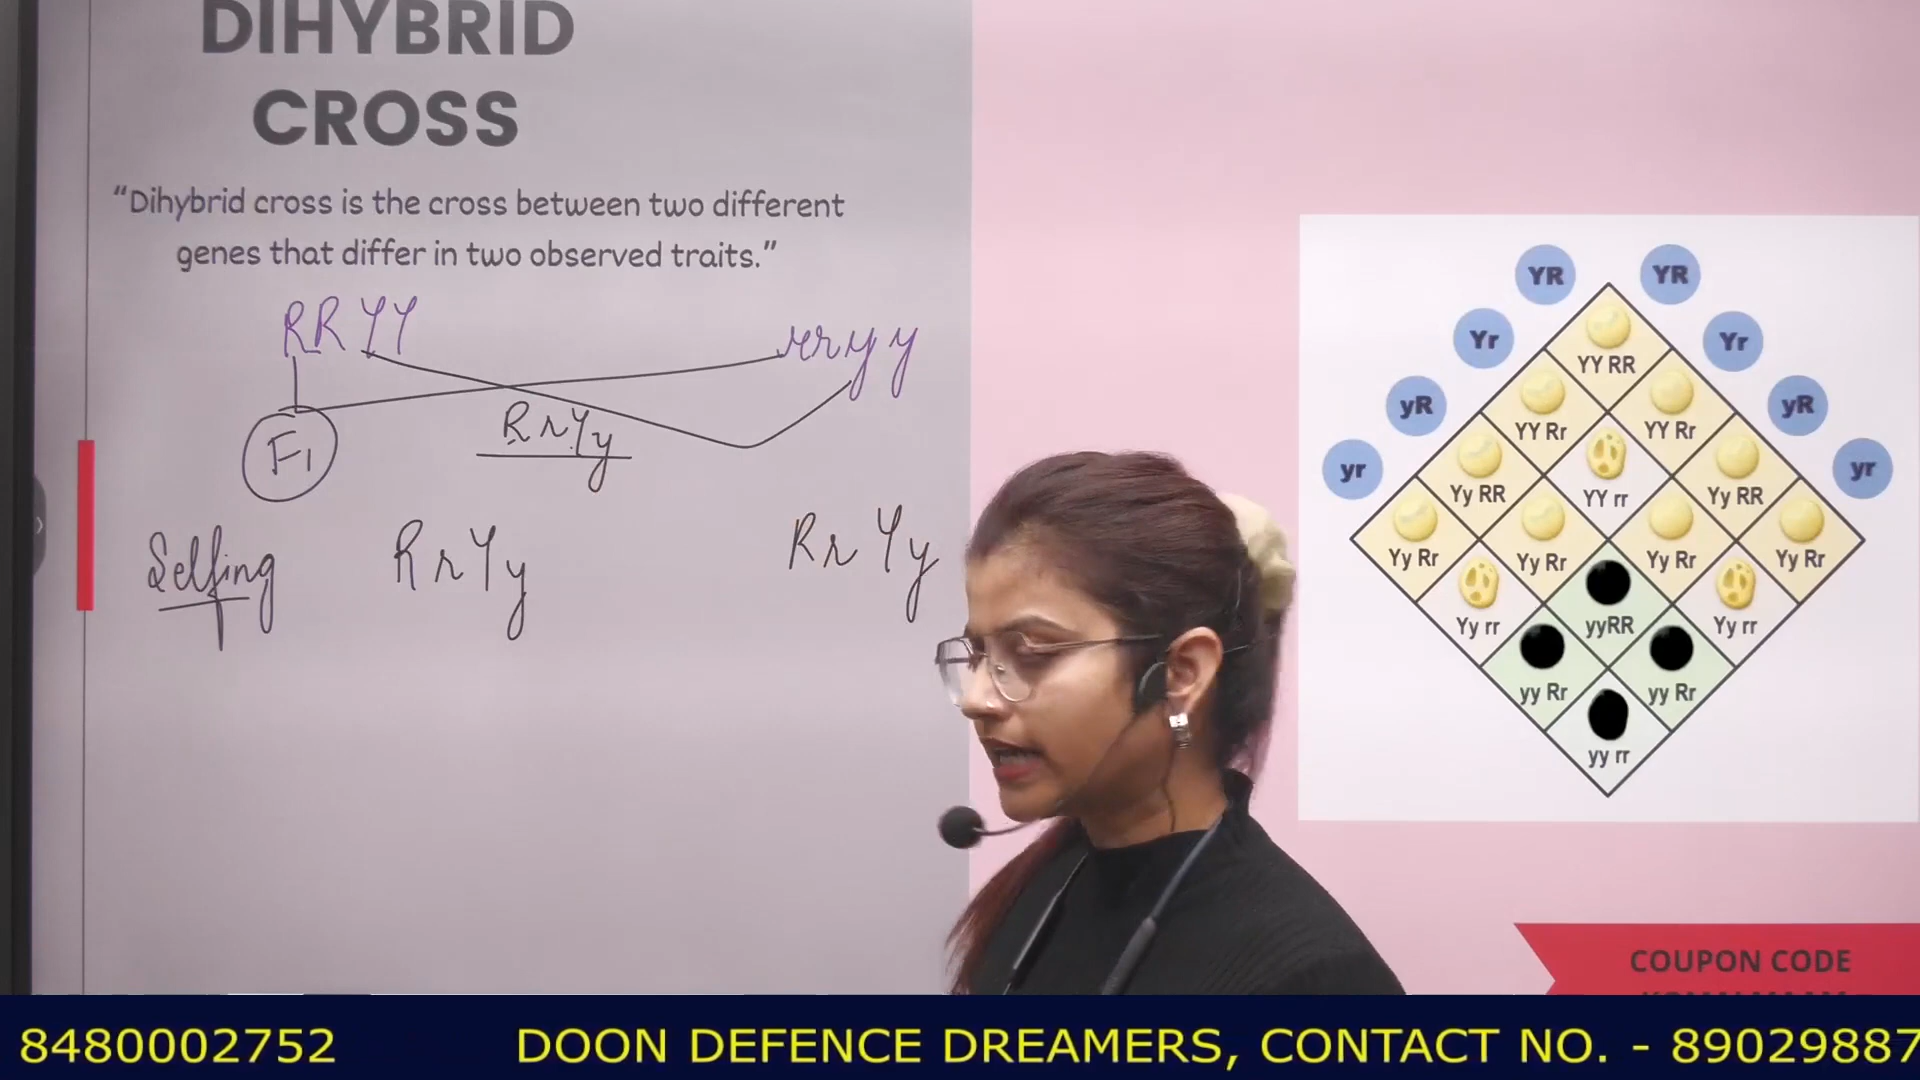 DIHYBRID
CROSS
“Dihybrid cross is the cross between two different
genes that differ in two observed traits.”
RRYY
rryy
RrYy
F1
Selfing
RrYy
RrYy
YR
YR
Yr
Yr
yR
yR
yr
yr
YY RR
YY Rr
YY Rr
Yy RR
YY rr
Yy RR
Yy Rr
Yy Rr
Yy Rr
Yy Rr
Yy rr
yyRR
Yy rr
yy Rr
yy Rr
yy rr
COUPON CODE
8480002752
DOON DEFENCE DREAMERS, CONTACT NO. - 89029887